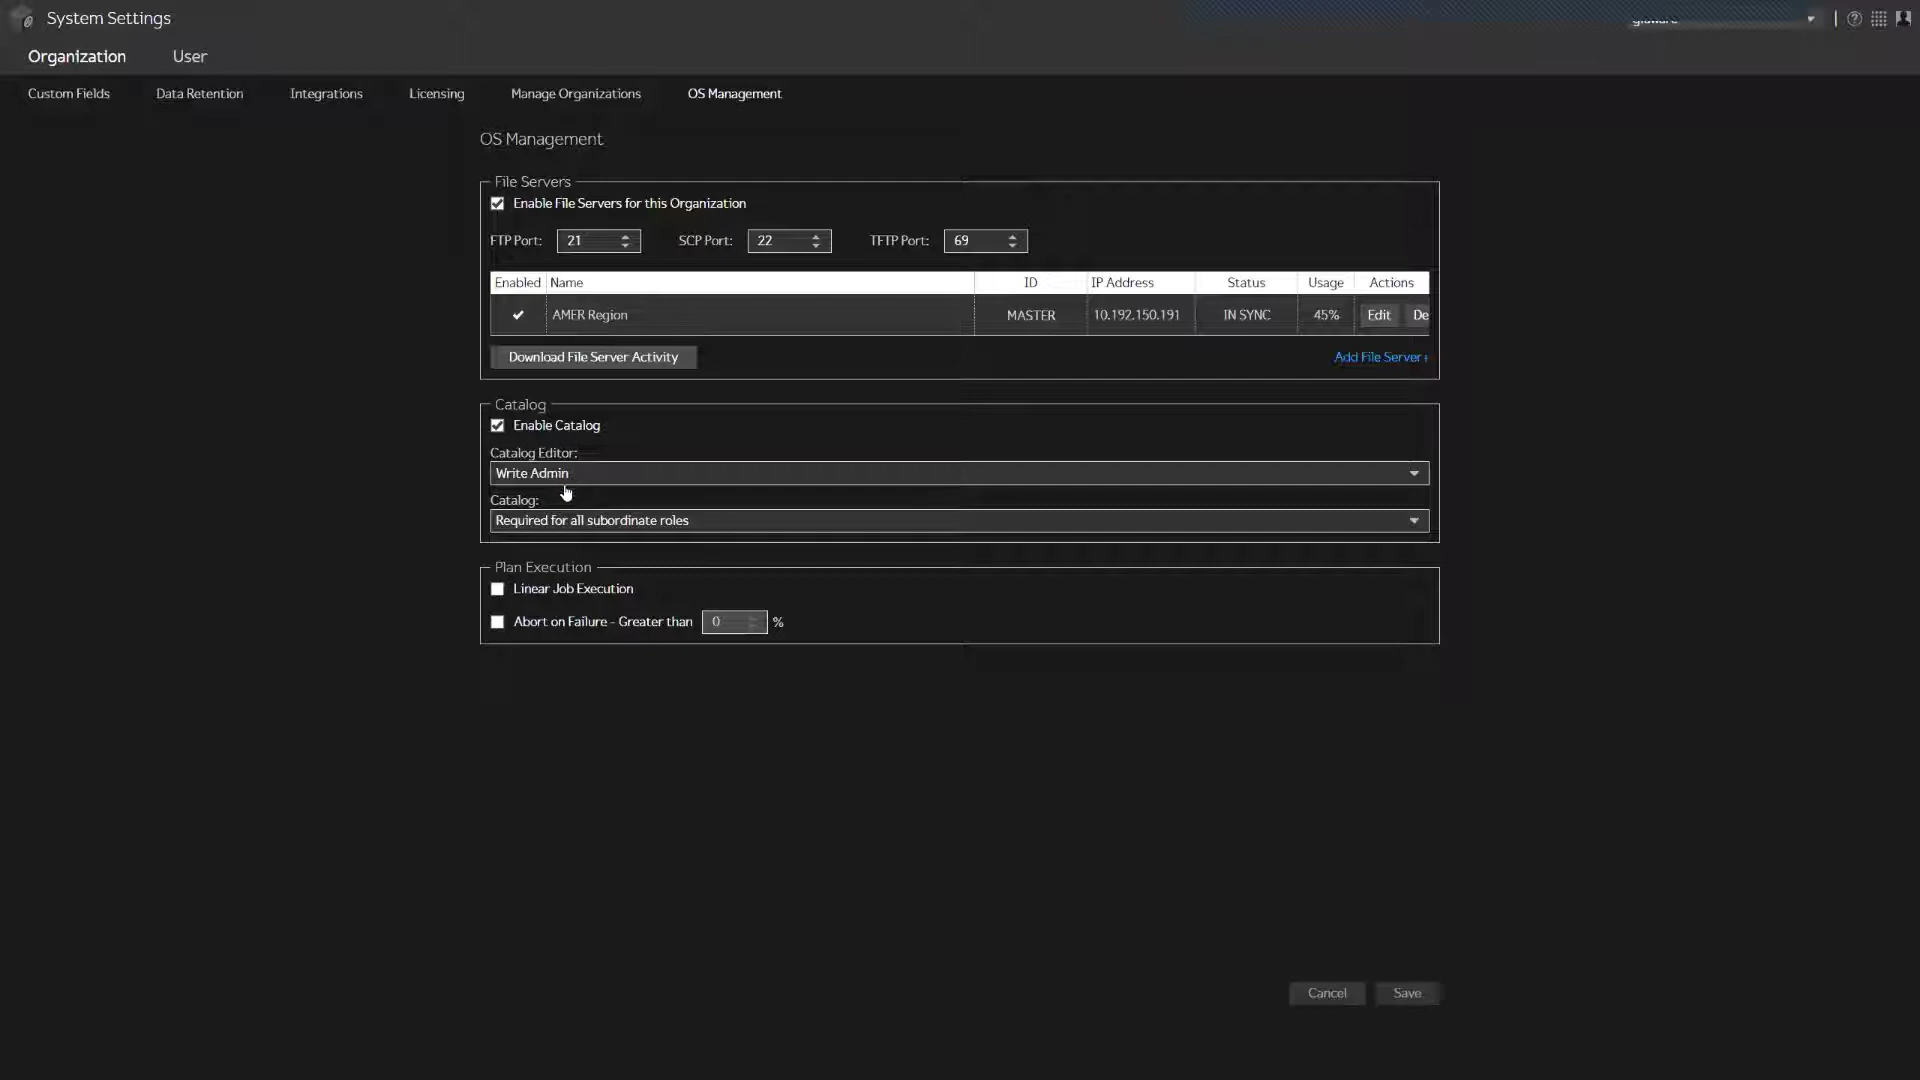 System Settings
Organization User
Custom Fields Data Retention Integrations Licensing Manage Organizations OS Management
OS Management
File Servers
Enable File Servers for this Organization
FTP Port: 21 SCP Port: 22 TFTP Port: 69
Enabled Name ID IP Address Status Usage Actions
AMER Region MASTER 10.192.150.191 IN SYNC 45% Edit De
Download File Server Activity Add File Server+
Catalog
Enable Catalog
Catalog Editor:
Write Admin
Catalog:
Required for all subordinate roles
Plan Execution
Linear Job Execution
Abort on Failure - Greater than 0 %
Cancel Save